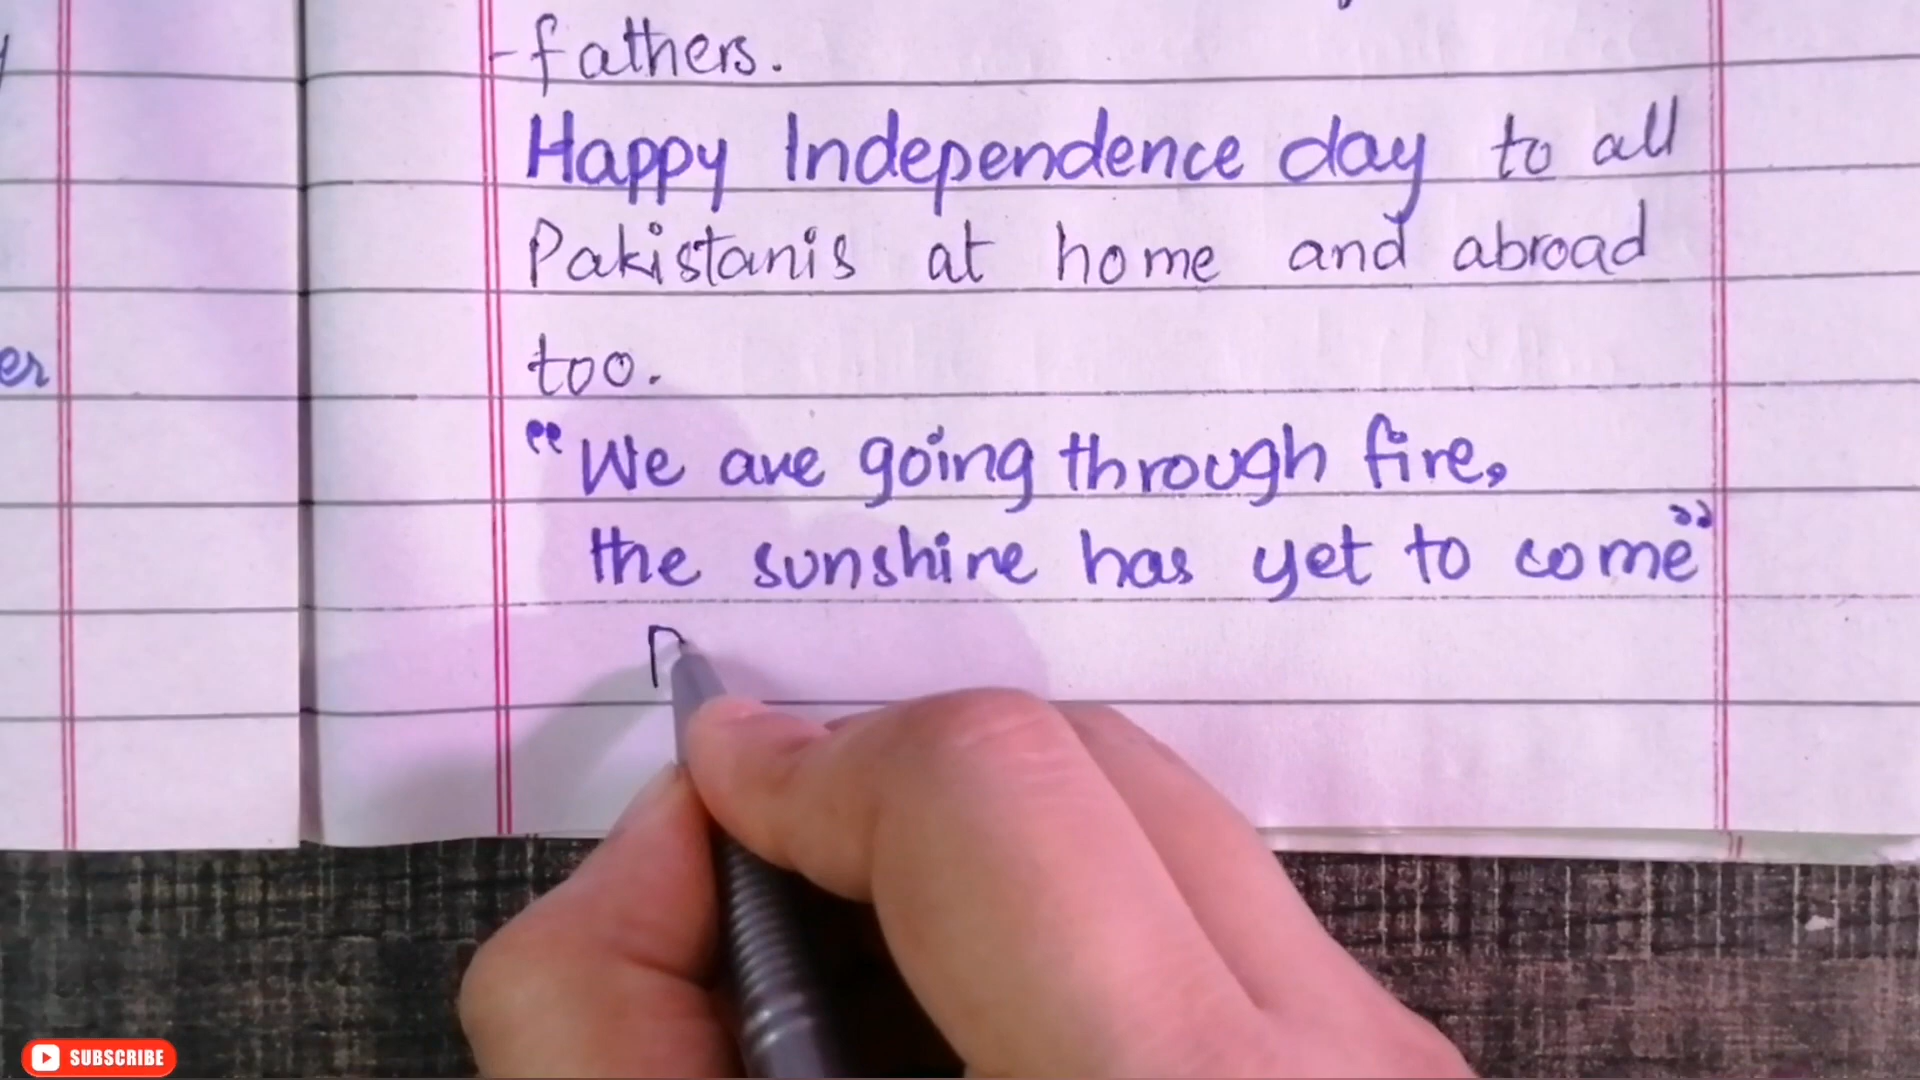 -fathers.
Happy Independence day to all
Pakistanis at home and abroad
too.
er
“We are going through fire,
the sunshine has yet to come”
SUBSCRIBE